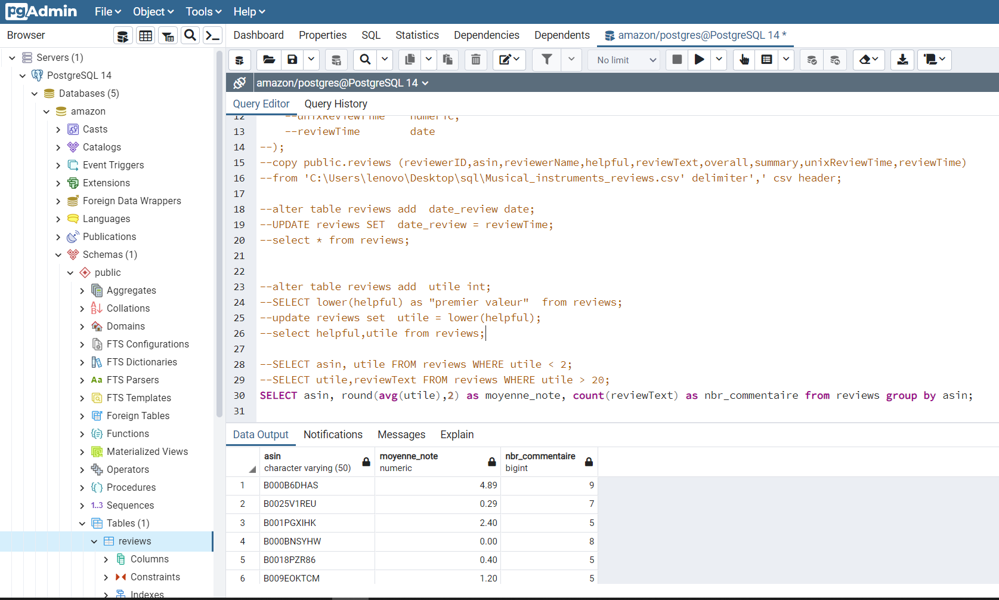 pgAdmin File Object Tools Help
Browser
Dashboard Properties SQL Statistics Dependencies Dependents amazon/postgres@PostgreSQL 14 *
No limit
amazon/postgres@PostgreSQL 14
Query Editor Query History
Servers (1)
PostgreSQL 14
Databases (5)
amazon
Casts
Catalogs
Event Triggers
Extensions
Foreign Data Wrappers
Languages
Publications
Schemas (1)
public
Aggregates
Collations
Domains
FTS Configurations
FTS Dictionaries
Aa FTS Parsers
FTS Templates
Foreign Tables
Functions
Materialized Views
Operators
Procedures
1..3 Sequences
Tables (1)
reviews
Columns
Constraints
Indexes
12 --unixReviewTime numeric,
13 --reviewTime date
14 --);
15 --copy public.reviews (reviewerID,asin,reviewerName,helpful,reviewText,overall,summary,unixReviewTime,reviewTime)
16 --from 'C:\Users\lenovo\Desktop\sql\Musical_instruments_reviews.csv' delimiter',' csv header;
17
18 --alter table reviews add date_review date;
19 --UPDATE reviews SET date_review = reviewTime;
20 --select * from reviews;
21
22
23 --alter table reviews add utile int;
24 --SELECT lower(helpful) as "premier valeur" from reviews;
25 --update reviews set utile = lower(helpful);
26 --select helpful,utile from reviews;
27
28 --SELECT asin, utile FROM reviews WHERE utile < 2;
29 --SELECT utile,reviewText FROM reviews WHERE utile > 20;
30 SELECT asin, round(avg(utile),2) as moyenne_note, count(reviewText) as nbr_commentaire from reviews group by asin;
31
Data Output Notifications Messages Explain
asin moyenne_note nbr_commentaire
character varying (50) numeric bigint
1 B000B6DHAS 4.89 9
2 B0025V1REU 0.29 7
3 B001PGXIHK 2.40 5
4 B000BNSYHW 0.00 8
5 B0018PZR86 0.40 5
6 B009EOKTCM 1.20 5